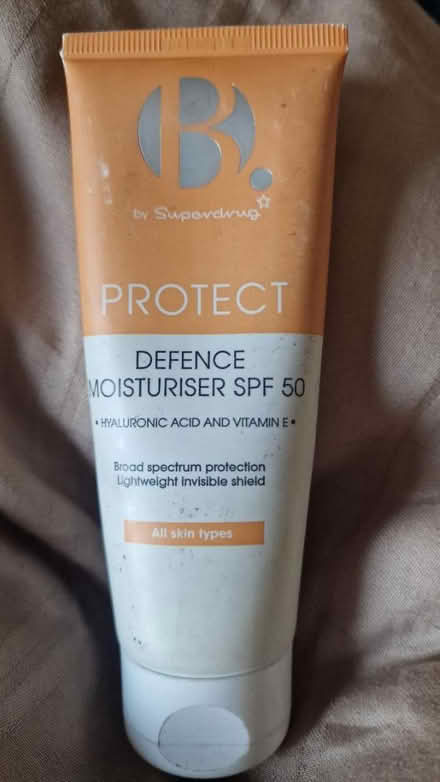 B.
by Superdrug
PROTECT
DEFENCE
MOISTURISER SPF 50
• HYALURONIC ACID AND VITAMIN E •
Broad spectrum protection
Lightweight invisible shield
All skin types